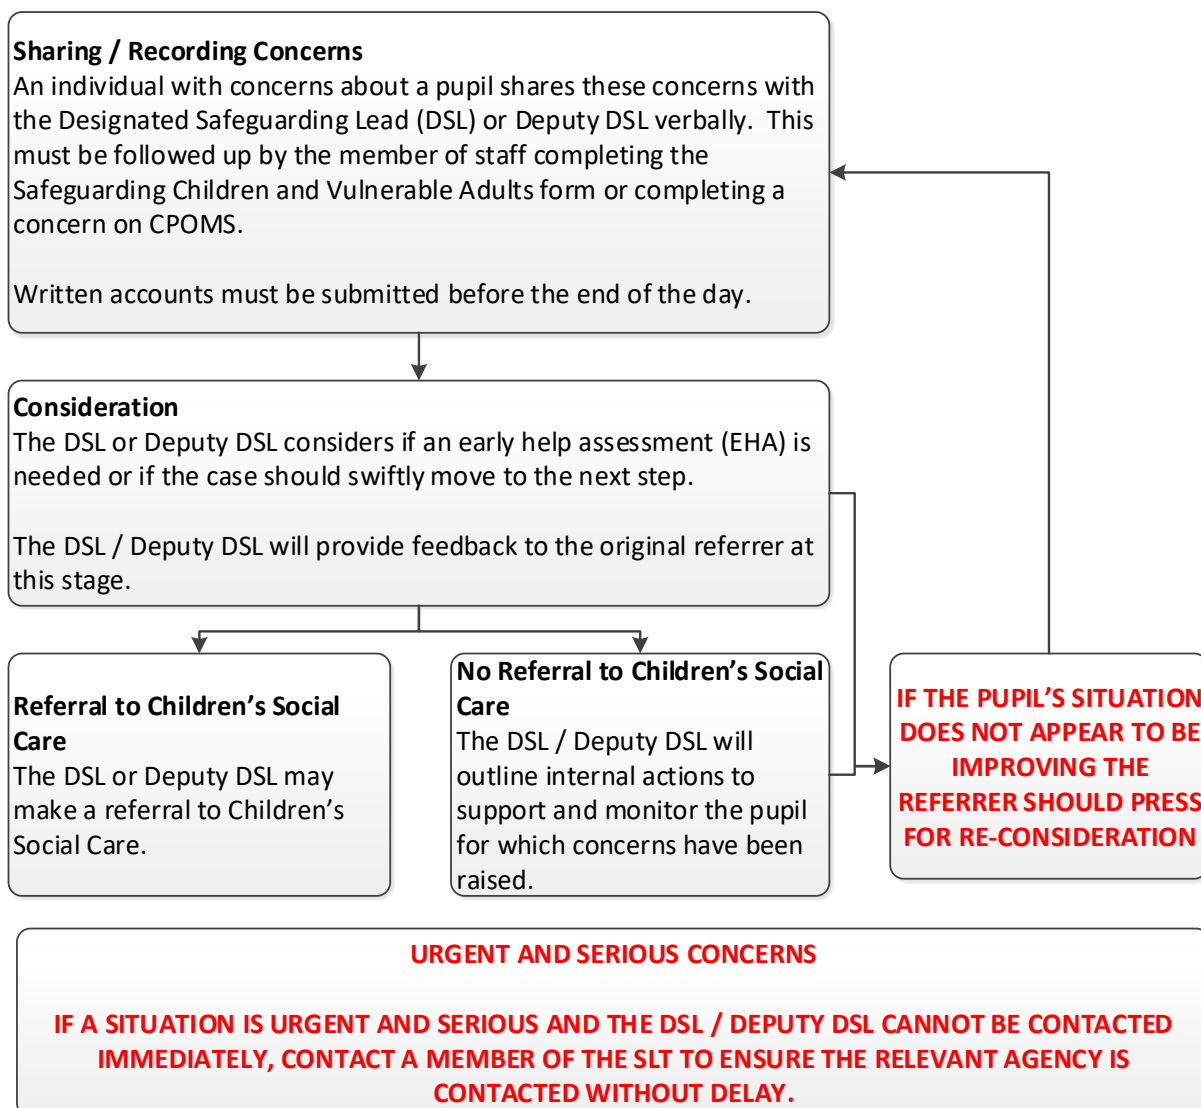 Sharing / Recording Concerns
An individual with concerns about a pupil shares these concerns with
the Designated Safeguarding Lead (DSL) or Deputy DSL verbally.  This
must be followed up by the member of staff completing the
Safeguarding Children and Vulnerable Adults form or completing a
concern on CPOMS.
Written accounts must be submitted before the end of the day.
Consideration
The DSL or Deputy DSL considers if an early help assessment (EHA) is
needed or if the case should swiftly move to the next step.
The DSL / Deputy DSL will provide feedback to the original referrer at
this stage.
Referral to Children’s Social
Care
The DSL or Deputy DSL may
make a referral to Children’s
Social Care.
No Referral to Children’s Social
Care
The DSL / Deputy DSL will
outline internal actions to
support and monitor the pupil
for which concerns have been
raised.
IF THE PUPIL’S SITUATION
DOES NOT APPEAR TO BE
IMPROVING THE
REFERRER SHOULD PRESS
FOR RE-CONSIDERATION
URGENT AND SERIOUS CONCERNS
IF A SITUATION IS URGENT AND SERIOUS AND THE DSL / DEPUTY DSL CANNOT BE CONTACTED
IMMEDIATELY, CONTACT A MEMBER OF THE SLT TO ENSURE THE RELEVANT AGENCY IS
CONTACTED WITHOUT DELAY.